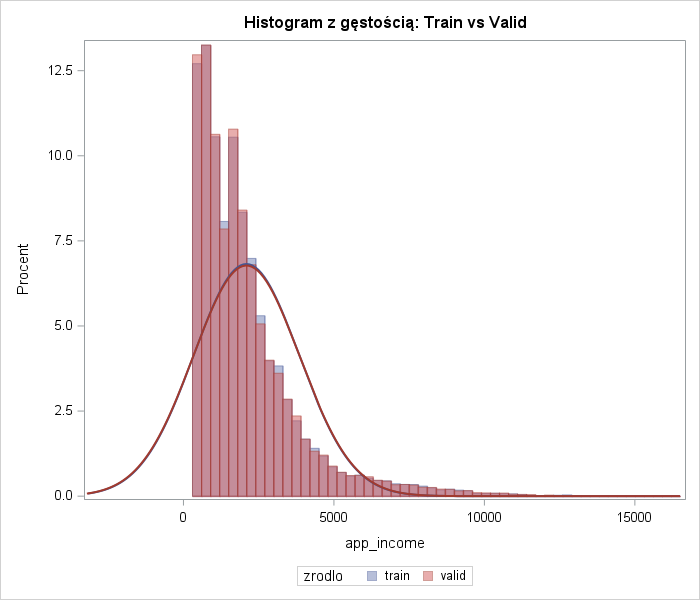 Histogram z gęstością: Train vs Valid
12.5
10.0
7.5
5.0
2.5
0.0
Procent
0 5000 10000 15000
app_income
zrodlo train valid